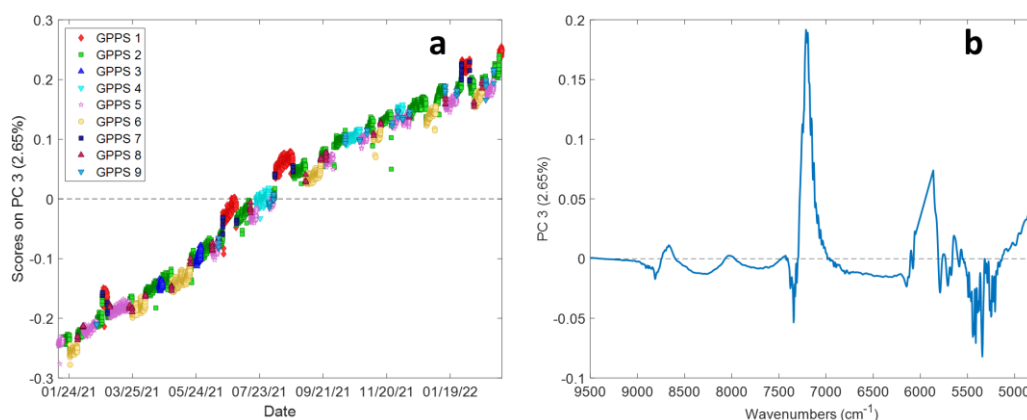 a
GPPS 1
GPPS 2
GPPS 3
GPPS 4
GPPS 5
GPPS 6
GPPS 7
GPPS 8
GPPS 9
Scores on PC 3 (2.65%)
0.3
0.2
0.1
0
-0.1
-0.2
-0.3
01/24/21 03/25/21 05/24/21 07/23/21 09/21/21 11/20/21 01/19/22
Date
b
PC 3 (2.65%)
0.2
0.15
0.1
0.05
0
-0.05
-0.1
9500 9000 8500 8000 7500 7000 6500 6000 5500 5000
Wavenumbers (cm⁻¹)